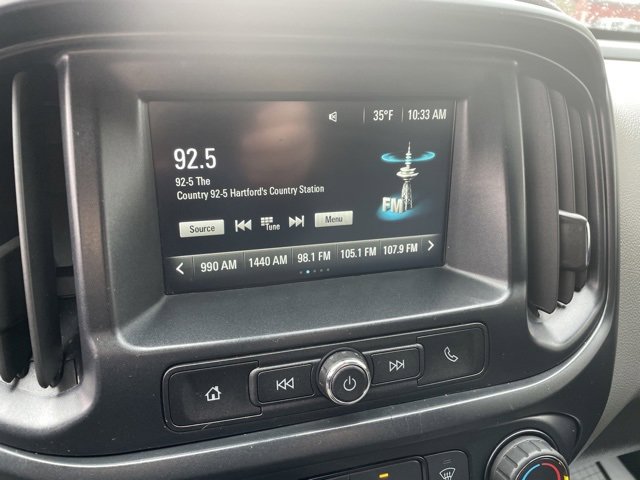 35°F 10:33 AM
92.5
92-5 The
Country 92-5 Hartford's Country Station
FM
Source Tune Menu
990 AM 1440 AM 98.1 FM 105.1 FM 107.9 FM